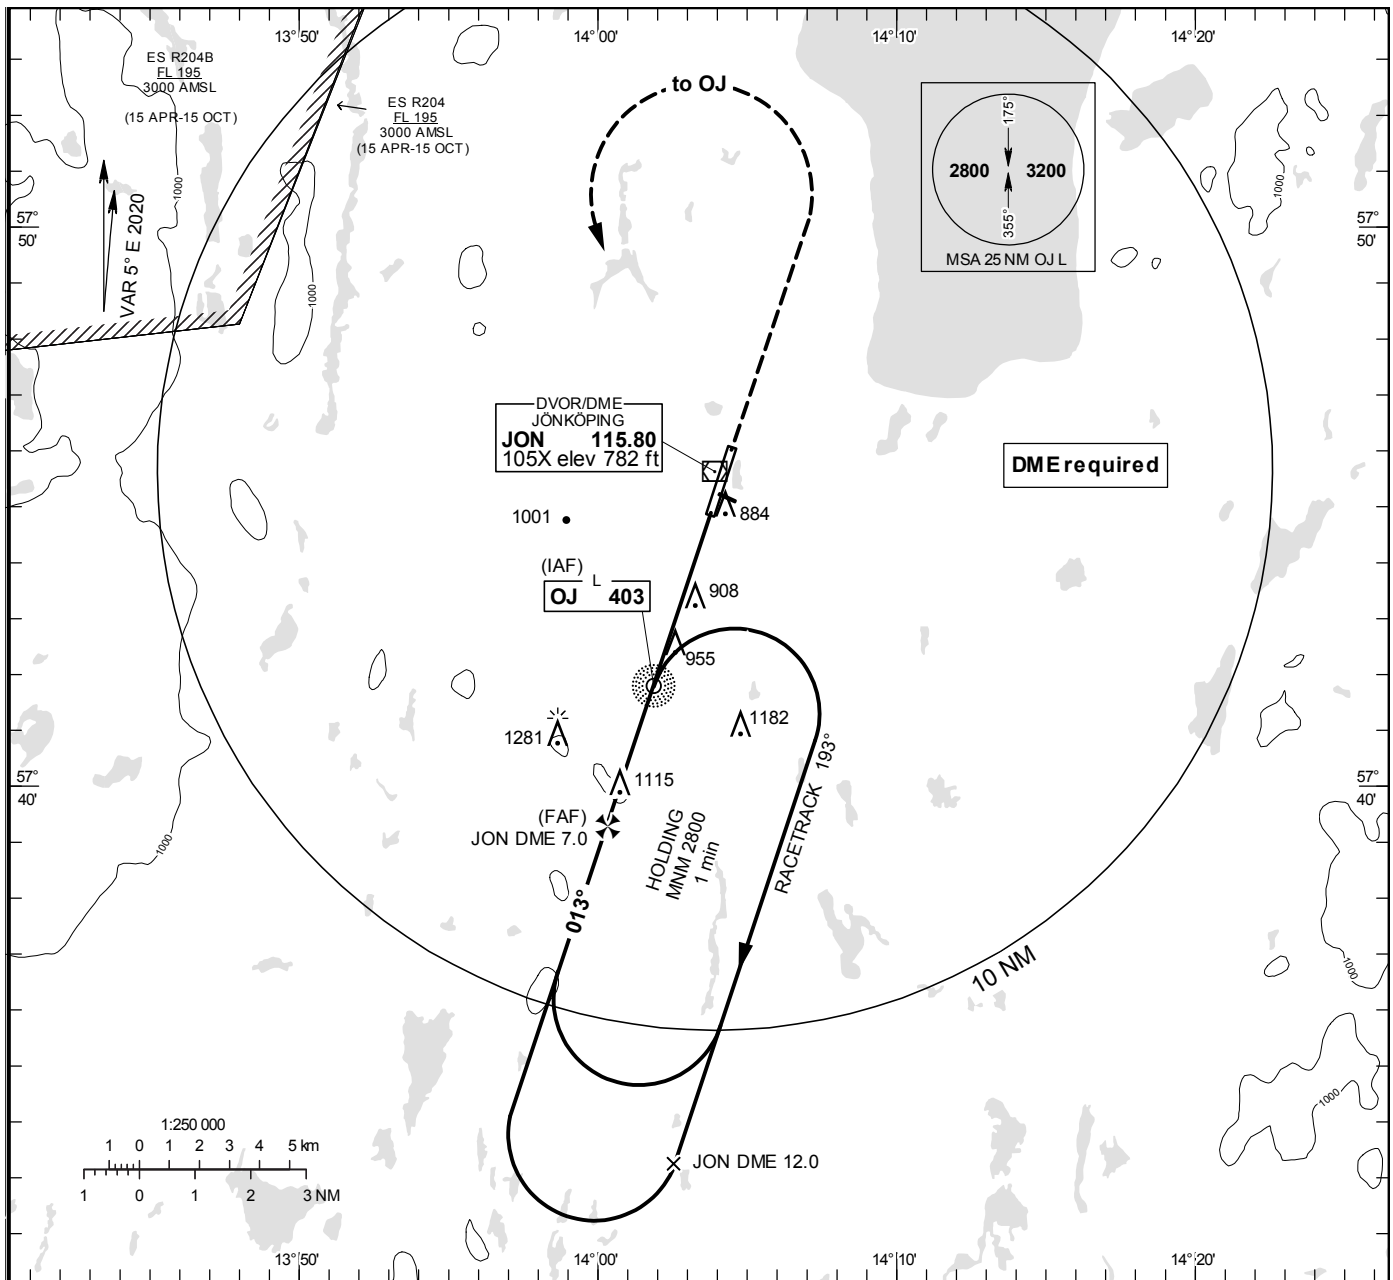 13°50'
14°00'
14°10'
14°20'
ES R204B
FL 195
3000 AMSL
(15 APR-15 OCT)
ES R204
FL 195
3000 AMSL
(15 APR-15 OCT)
to OJ
175°
2800
3200
355°
MSA 25 NM OJ L
1000
57°
50'
57°
50'
VAR 5° E 2020
1000
1000
DVOR/DME
JÖNKÖPING
JON 115.80
105X elev 782 ft
DME required
1001
884
(IAF)
L
OJ 403
908
955
1281
1182
1115
RACETRACK 193°
57°
40'
57°
40'
(FAF)
JON DME 7.0
HOLDING
MNM 2800
1 min
1000
013°
10 NM
1000
1000
1:250 000
1 0 1 2 3 4 5 km
1 0 1 2 3 NM
JON DME 12.0
13°50'
14°00'
14°10'
14°20'